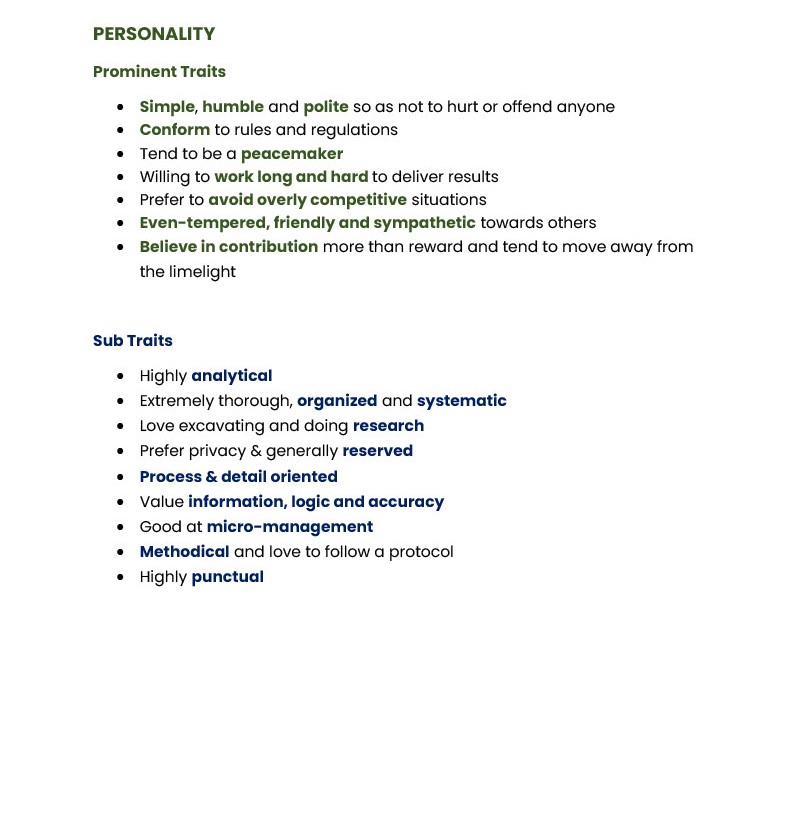 PERSONALITY
Prominent Traits
• Simple, humble and polite so as not to hurt or offend anyone
• Conform to rules and regulations
• Tend to be a peacemaker
• Willing to work long and hard to deliver results
• Prefer to avoid overly competitive situations
• Even-tempered, friendly and sympathetic towards others
• Believe in contribution more than reward and tend to move away from
the limelight
Sub Traits
• Highly analytical
• Extremely thorough, organized and systematic
• Love excavating and doing research
• Prefer privacy & generally reserved
• Process & detail oriented
• Value information, logic and accuracy
• Good at micro-management
• Methodical and love to follow a protocol
• Highly punctual